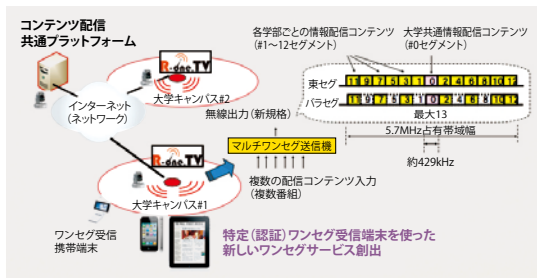 コンテンツ配信
共通プラットフォーム
各学部ごとの情報配信コンテンツ
(#1~12セグメント)
大学共通情報配信コンテンツ
(#0セグメント)
R-one.TV
大学キャンパス#2
インターネット
(ネットワーク)
無線出力(新規格)
東セグ 11 9 7 5 3 1 0 2 4 6 8 10 12
バラセグ 11 9 7 5 3 1 0 2 4 6 8 10 12
最大13
5.7MHz占有帯域幅
約429kHz
マルチワンセグ送信機
R-one.TV
複数の配信コンテンツ入力
(複数番組)
大学キャンパス#1
ワンセグ受信
携帯端末
特定(認証)ワンセグ受信端末を使った
新しいワンセグサービス創出